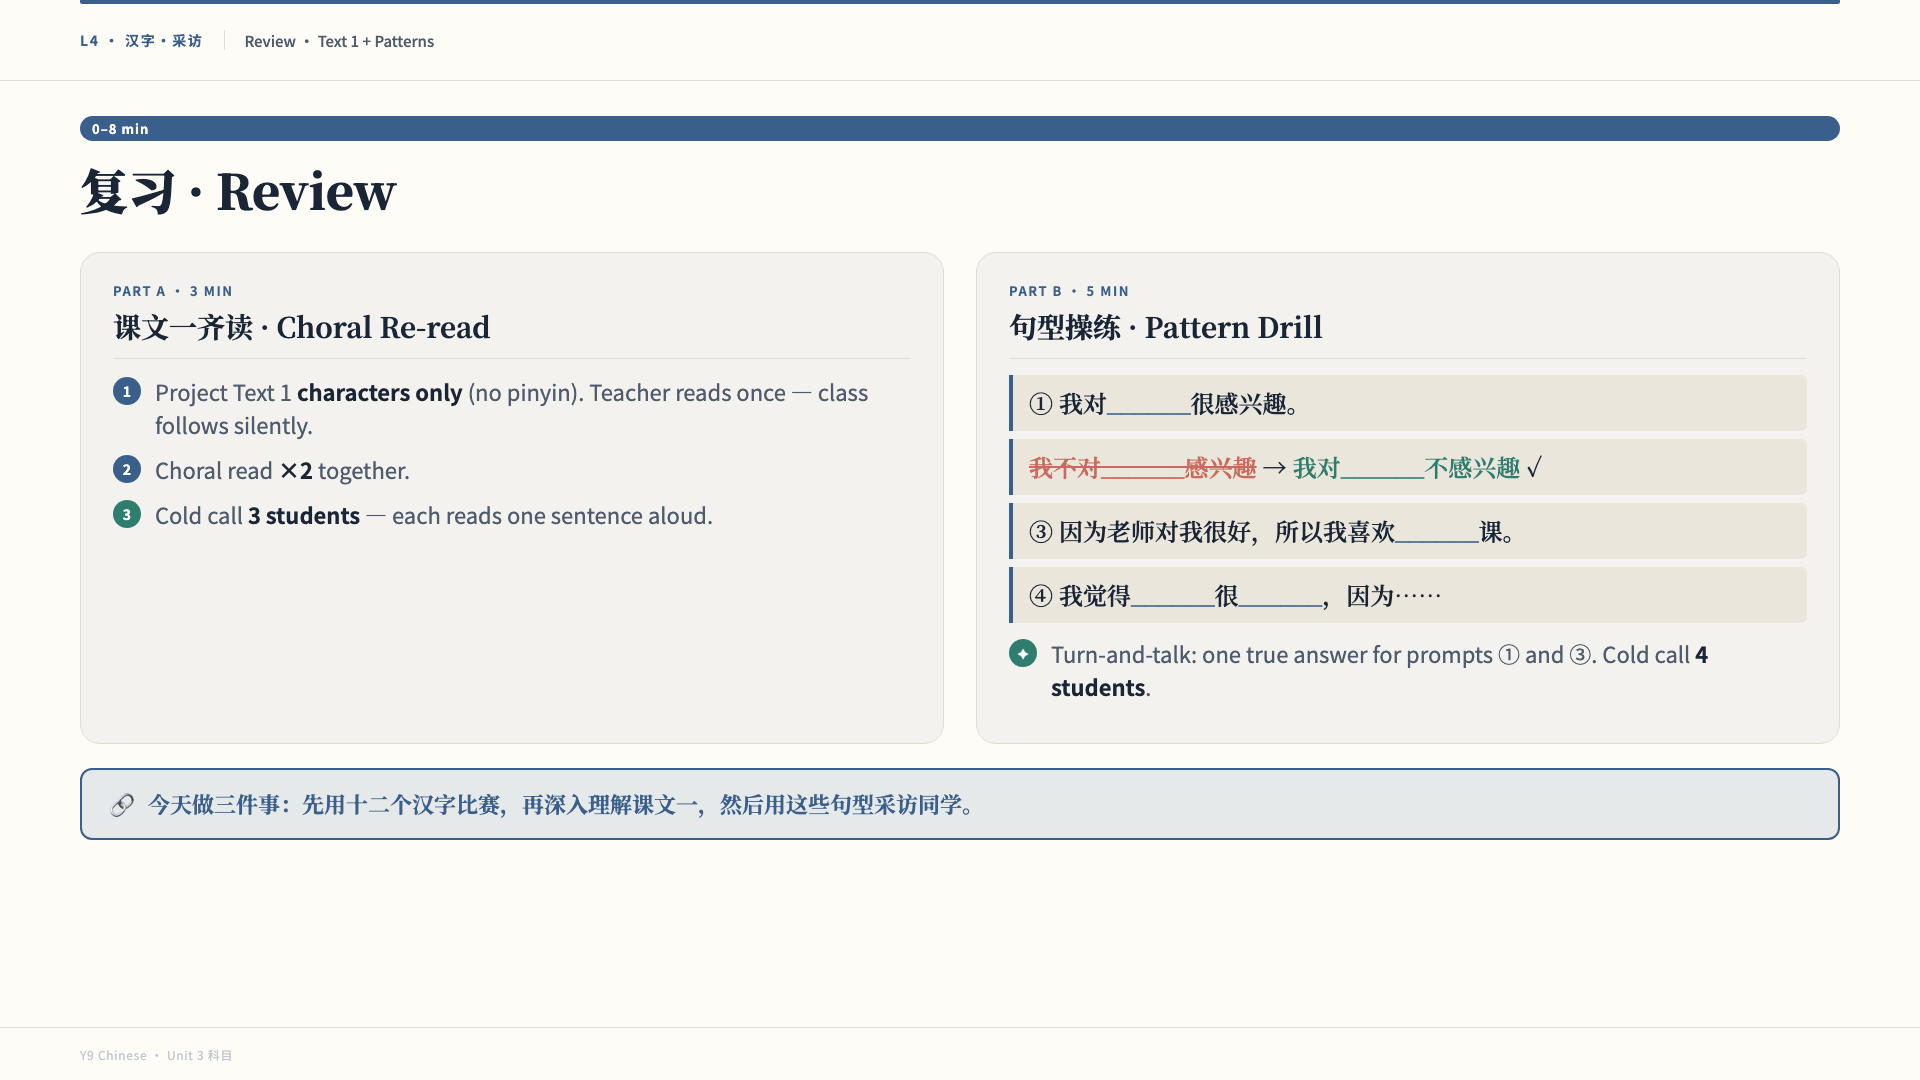 L4 · 汉字·采访
Review · Text 1 + Patterns
0–8 min
复习 · Review
PART A · 3 MIN
课文一齐读 · Choral Re-read
1 Project Text 1 characters only (no pinyin). Teacher reads once — class
follows silently.
2 Choral read ×2 together.
3 Cold call 3 students — each reads one sentence aloud.
PART B · 5 MIN
句型操练 · Pattern Drill
① 我对_______很感兴趣。
我不对_______感兴趣 → 我对_______不感兴趣 ✓
③ 因为老师对我很好，所以我喜欢_______课。
④ 我觉得_______很_______，因为……
✦ Turn-and-talk: one true answer for prompts ① and ③. Cold call 4
students.
🔗 今天做三件事：先用十二个汉字比赛，再深入理解课文一，然后用这些句型采访同学。
Y9 Chinese · Unit 3 科目